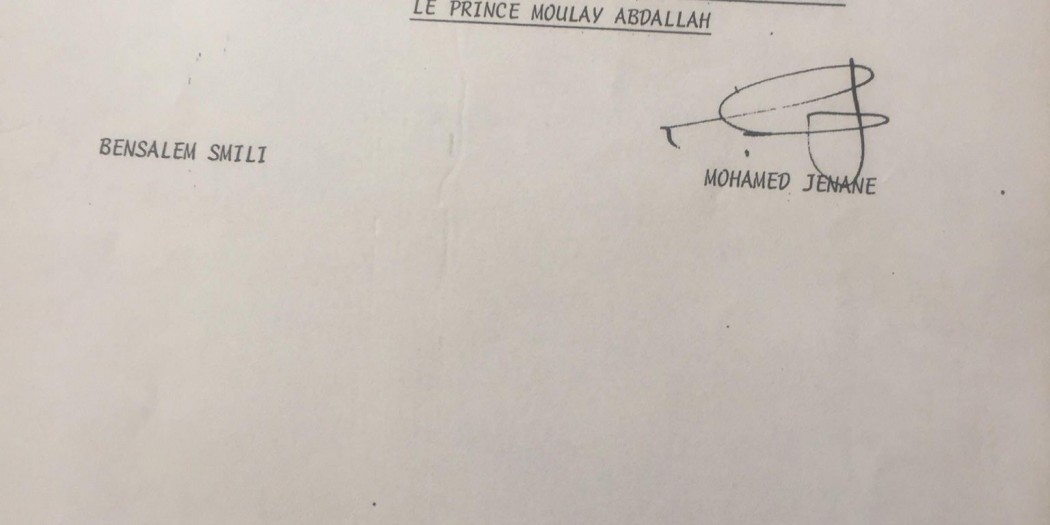 LE PRINCE MOULAY ABDALLAH
BENSALEM SMILI
MOHAMED JENANE